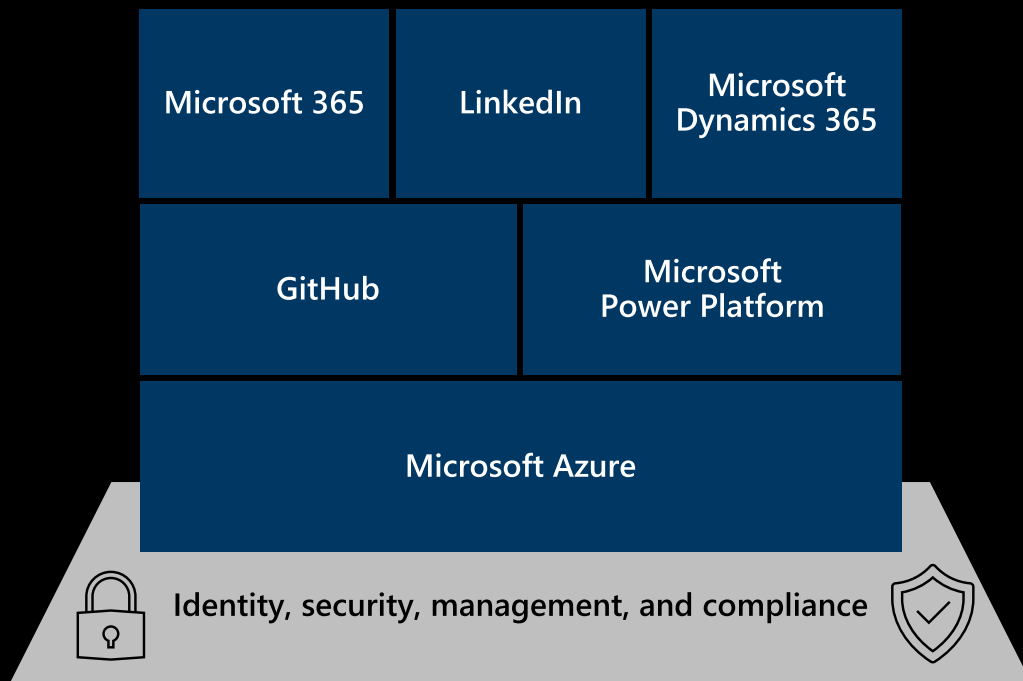 Microsoft 365
LinkedIn
Microsoft
Dynamics 365
GitHub
Microsoft
Power Platform
Microsoft Azure
Identity, security, management, and compliance